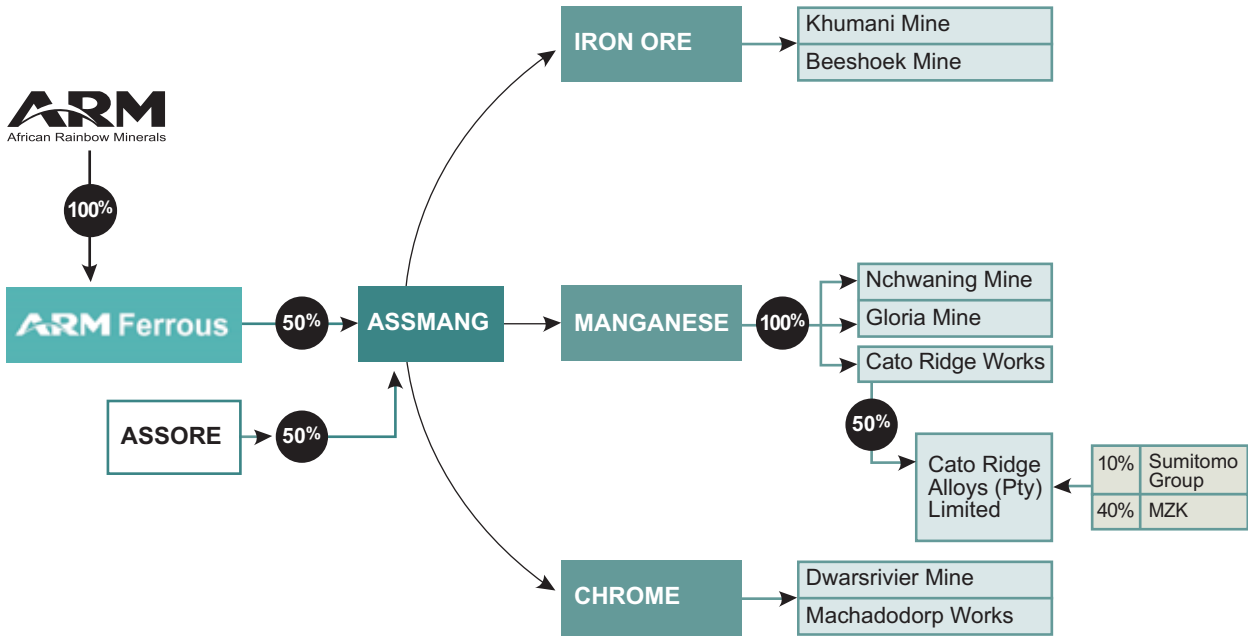 ARM
African Rainbow Minerals
100%
ARM Ferrous
50%
ASSMANG
ASSORE
50%
IRON ORE
Khumani Mine
Beeshoek Mine
MANGANESE
100%
Nchwaning Mine
Gloria Mine
Cato Ridge Works
50%
Cato Ridge
Alloys (Pty)
Limited
10% Sumitomo
Group
40% MZK
CHROME
Dwarsrivier Mine
Machadodorp Works